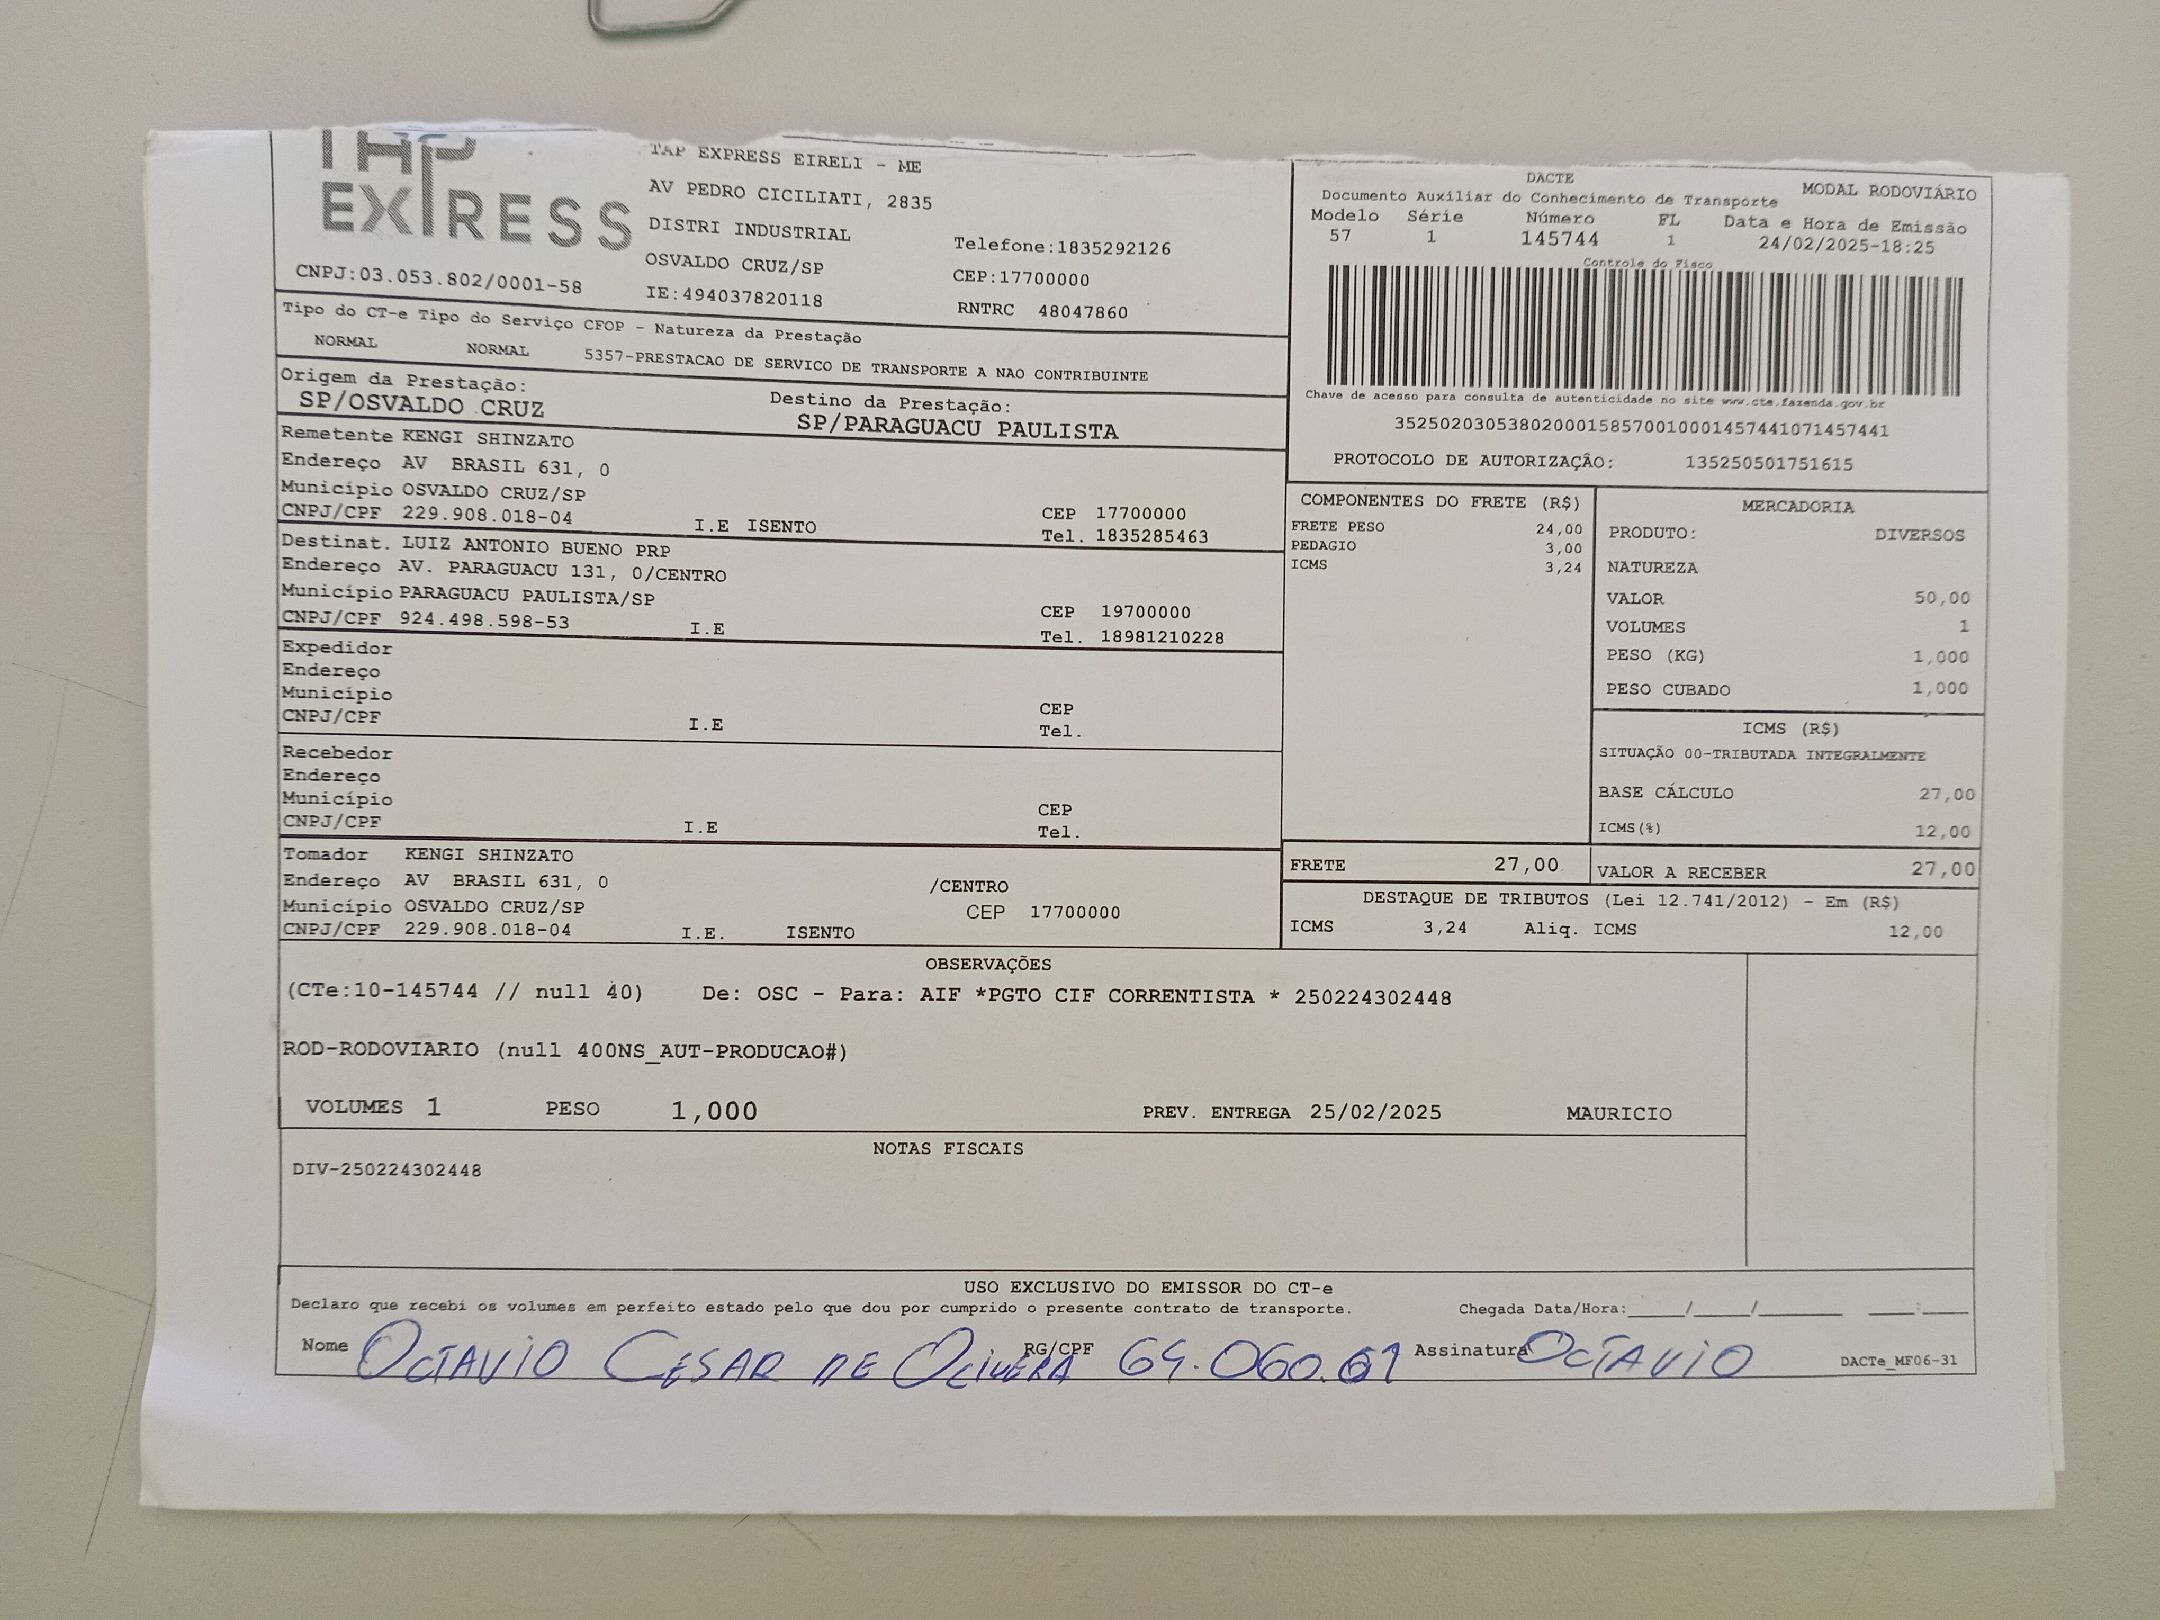 TAP
EXPRESS
CNPJ:03.053.802/0001-58
TAP EXPRESS EIRELI - ME
AV PEDRO CICILIATI, 2835
DISTRI INDUSTRIAL
OSVALDO CRUZ/SP
IE:494037820118
Telefone:1835292126
CEP:17700000
RNTRC 48047860
DACTE
MODAL RODOVIÁRIO
Documento Auxiliar do Conhecimento de Transporte
Modelo Série Número FL Data e Hora de Emissão
57 1 145744 1 24/02/2025-18:25
Controle do Fisco
Chave de acesso para consulta de autenticidade no site www.cte.fazenda.gov.br
35250203053802000158570010001457441071457441
PROTOCOLO DE AUTORIZAÇÃO: 135250501751615
Tipo do CT-e Tipo do Serviço CFOP - Natureza da Prestação
NORMAL NORMAL 5357-PRESTACAO DE SERVICO DE TRANSPORTE A NAO CONTRIBUINTE
Origem da Prestação: Destino da Prestação:
SP/OSVALDO CRUZ SP/PARAGUACU PAULISTA
Remetente KENGI SHINZATO
Endereço AV BRASIL 631, 0
Município OSVALDO CRUZ/SP CEP 17700000
CNPJ/CPF 229.908.018-04 I.E ISENTO Tel. 1835285463
Destinat. LUIZ ANTONIO BUENO PRP
Endereço AV. PARAGUACU 131, 0/CENTRO
Município PARAGUACU PAULISTA/SP CEP 19700000
CNPJ/CPF 924.498.598-53 I.E Tel. 18981210228
Expedidor
Endereço
Município CEP
CNPJ/CPF I.E Tel.
Recebedor
Endereço
Município CEP
CNPJ/CPF I.E Tel.
Tomador KENGI SHINZATO
Endereço AV BRASIL 631, 0 /CENTRO
Município OSVALDO CRUZ/SP CEP 17700000
CNPJ/CPF 229.908.018-04 I.E. ISENTO
COMPONENTES DO FRETE (R$)
FRETE PESO 24,00
PEDAGIO 3,00
ICMS 3,24
MERCADORIA
PRODUTO: DIVERSOS
NATUREZA
VALOR 50,00
VOLUMES 1
PESO (KG) 1,000
PESO CUBADO 1,000
ICMS (R$)
SITUAÇÃO 00-TRIBUTADA INTEGRALMENTE
BASE CÁLCULO 27,00
ICMS(%) 12,00
FRETE 27,00 VALOR A RECEBER 27,00
DESTAQUE DE TRIBUTOS (Lei 12.741/2012) - Em (R$)
ICMS 3,24 Aliq. ICMS 12,00
OBSERVAÇÕES
(CTe:10-145744 // null 40) De: OSC - Para: AIF *PGTO CIF CORRENTISTA * 250224302448
ROD-RODOVIARIO (null 400NS_AUT-PRODUCAO#)
VOLUMES 1 PESO 1,000 PREV. ENTREGA 25/02/2025 MAURICIO
NOTAS FISCAIS
DIV-250224302448
USO EXCLUSIVO DO EMISSOR DO CT-e
Declaro que recebi os volumes em perfeito estado pelo que dou por cumprido o presente contrato de transporte. Chegada Data/Hora:____/____/______ ___:___
Nome OCTAVIO CESAR DE OLIVERA RG/CPF 64.060.61 Assinatura OCTAVIO DACTe_MF06-31